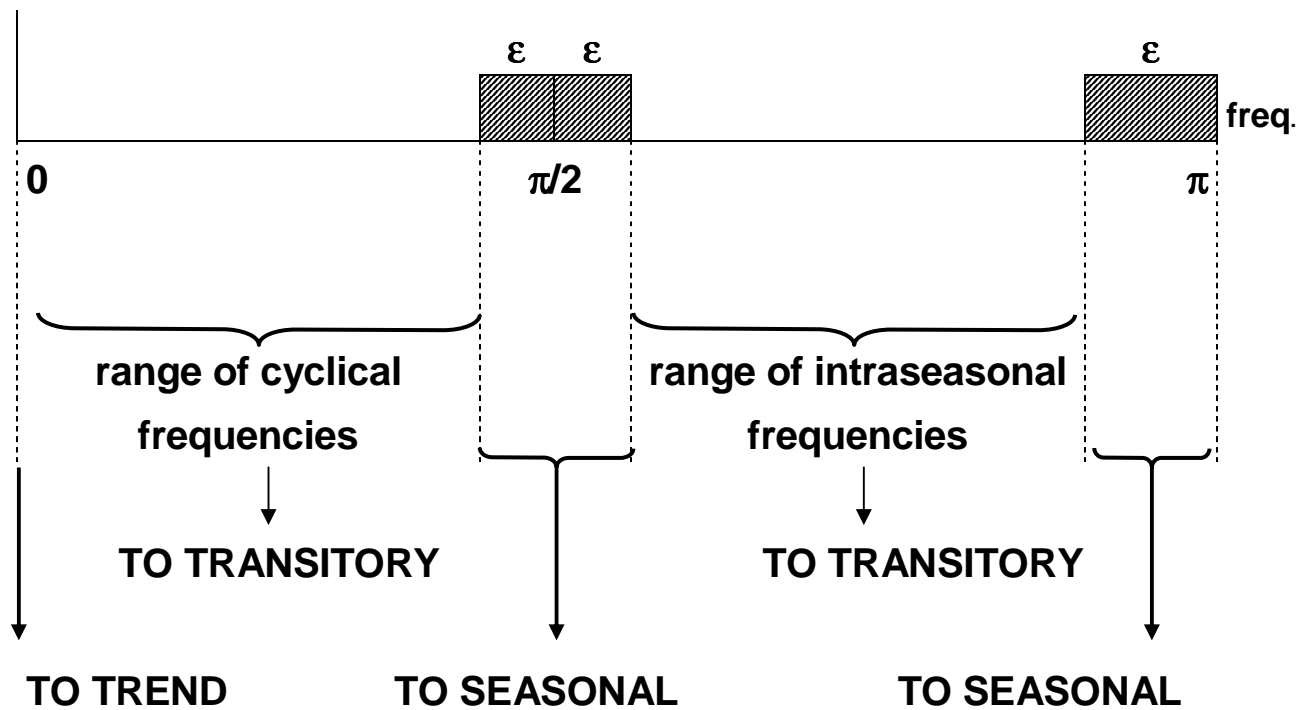 ε ε ε
freq.
0 π/2 π
range of cyclical range of intraseasonal
frequencies frequencies
TO TRANSITORY TO TRANSITORY
TO TREND TO SEASONAL TO SEASONAL